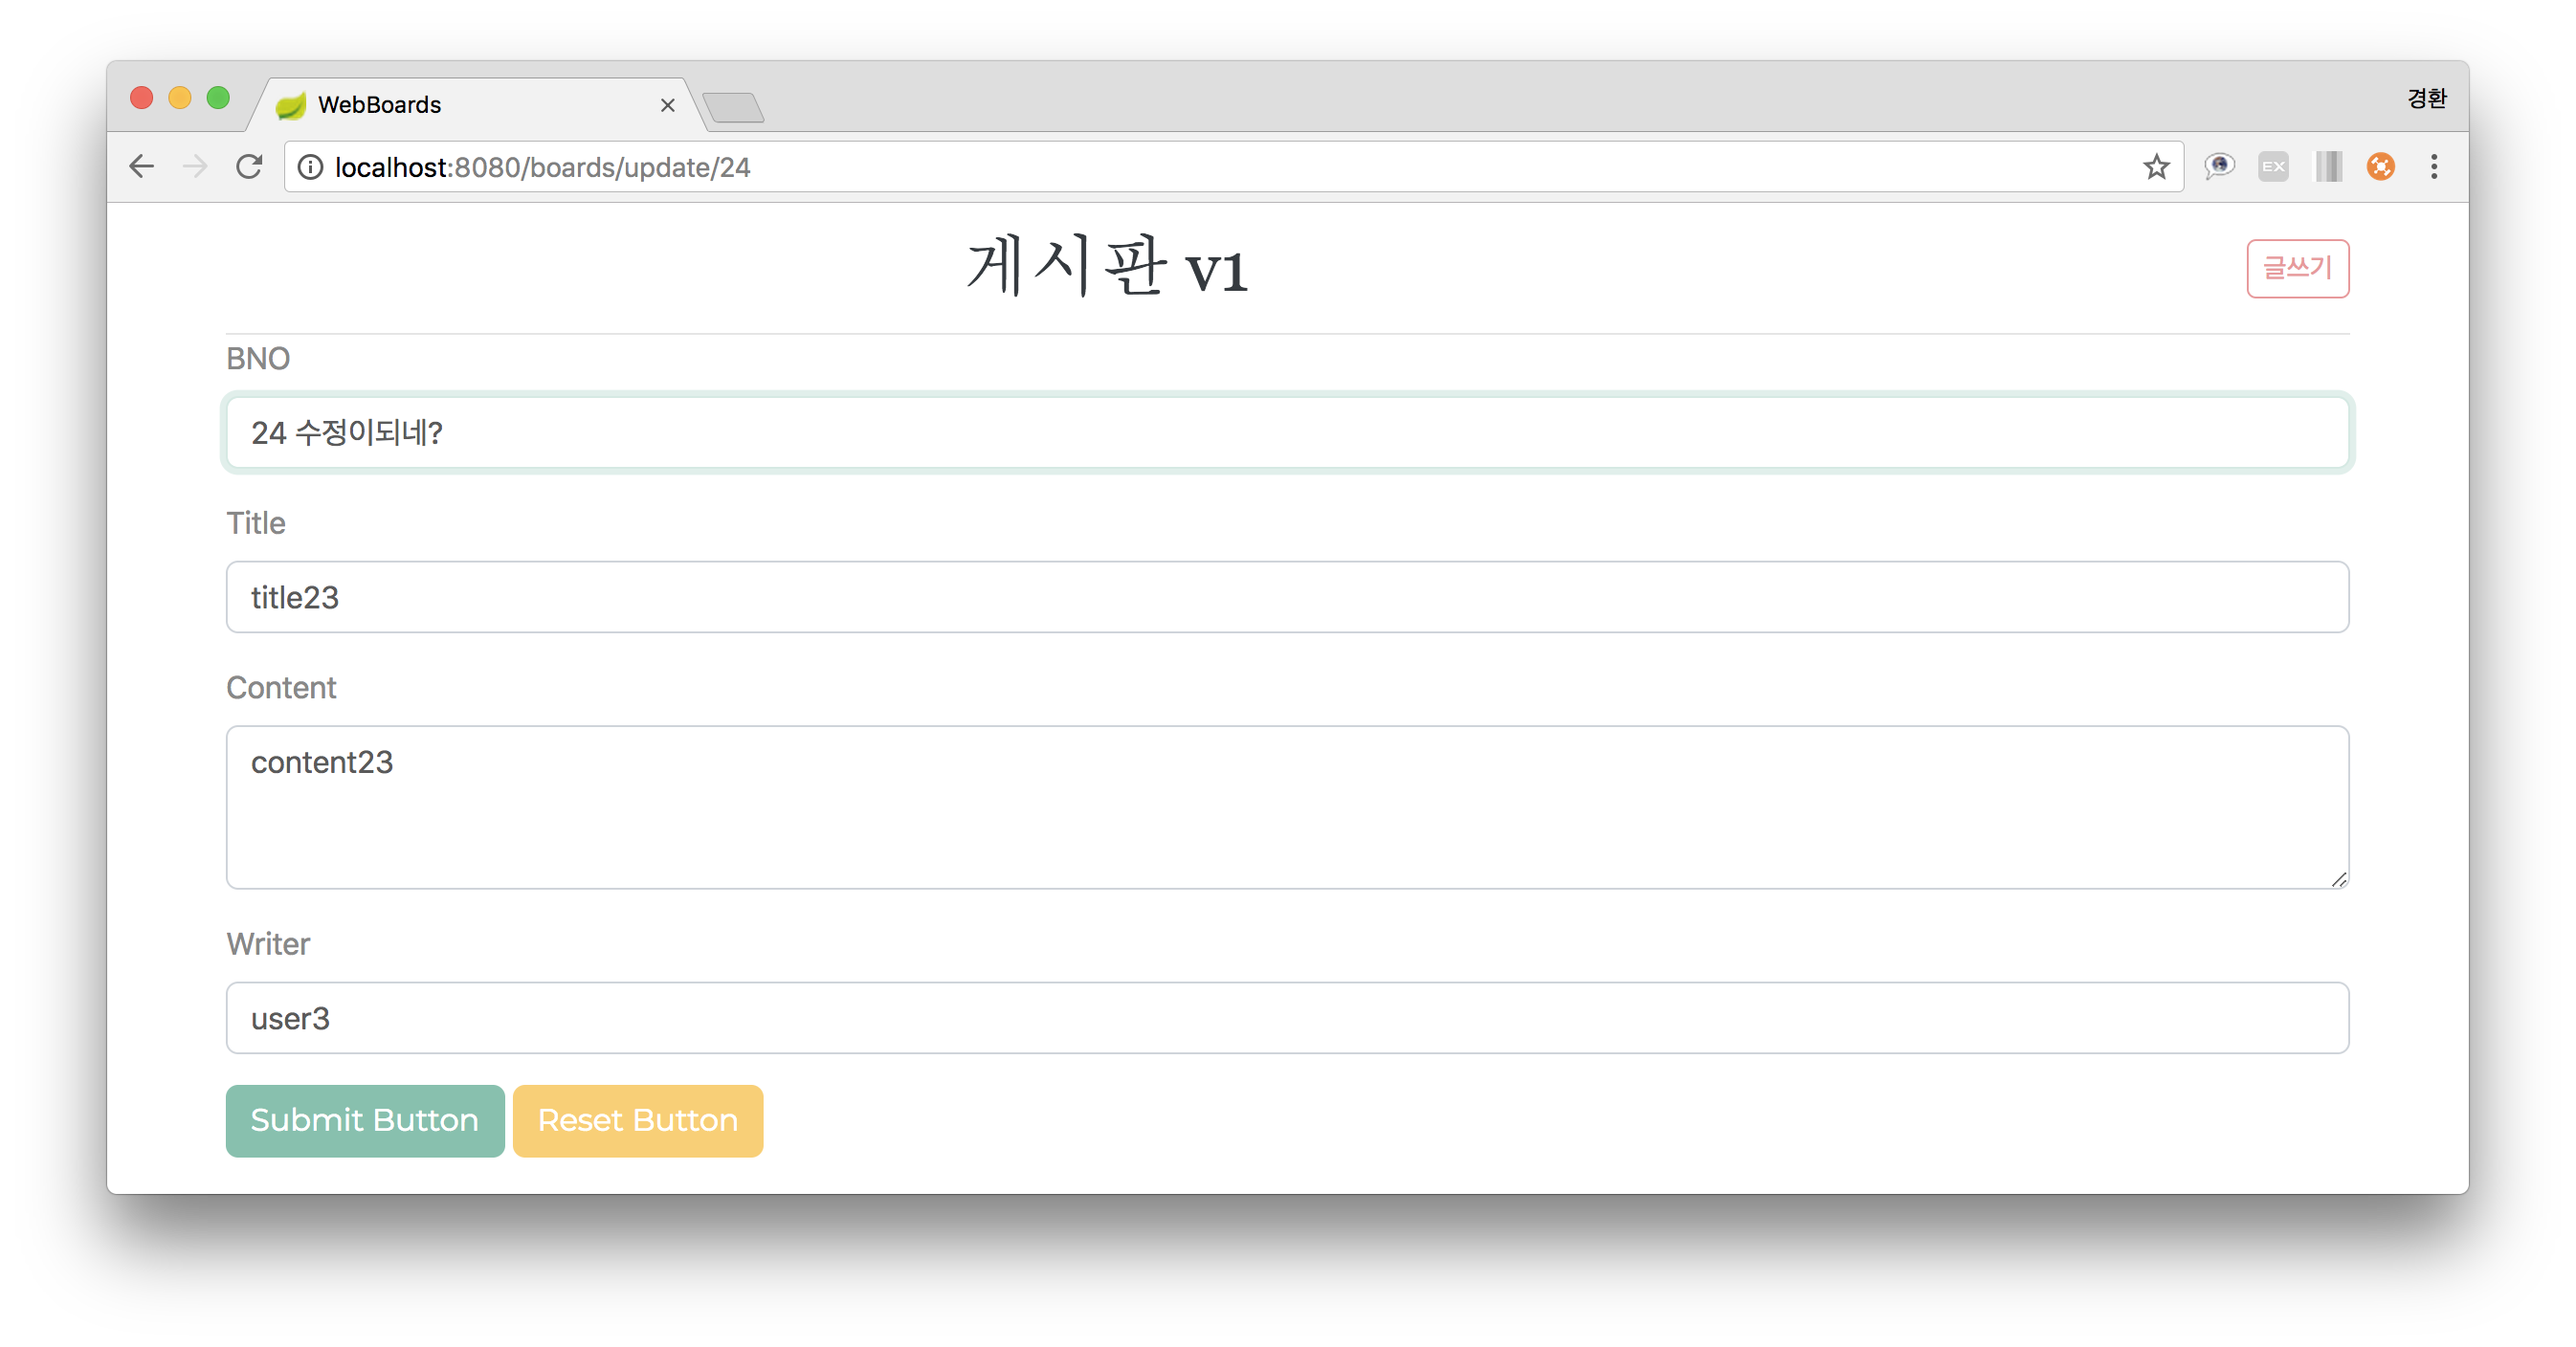 WebBoards
경환
localhost:8080/boards/update/24
EX
게시판 v1
글쓰기
BNO
24 수정이되네?
Title
title23
Content
content23
Writer
user3
Submit Button
Reset Button